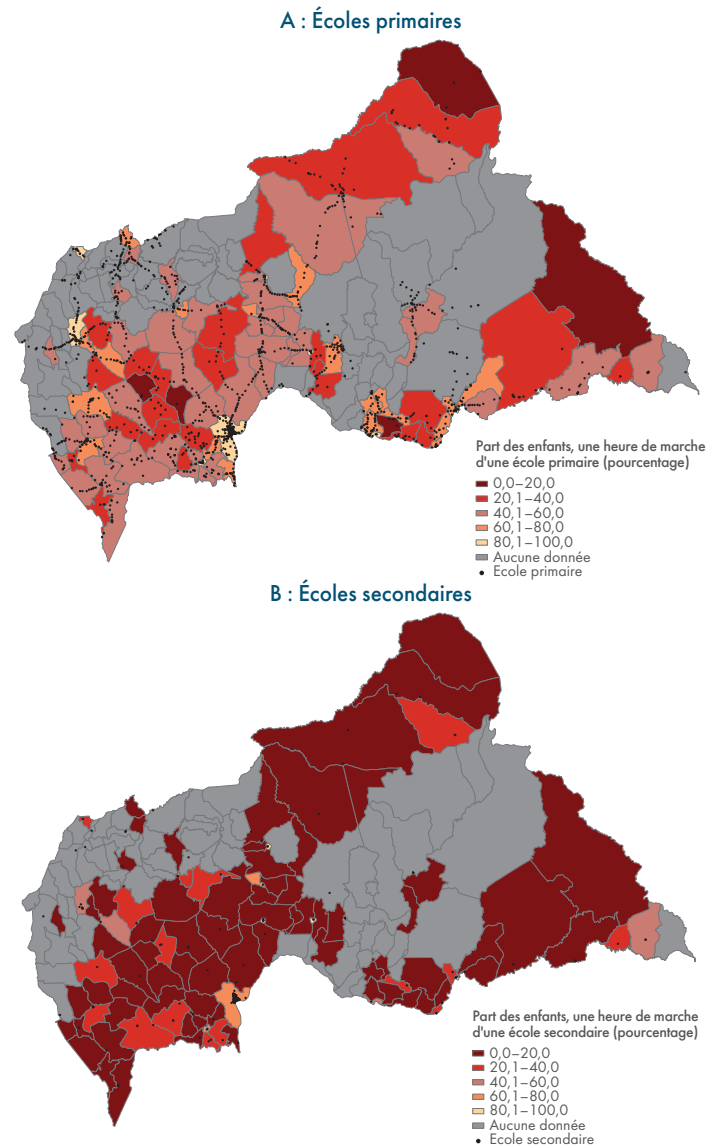 A : Écoles primaires
Part des enfants, une heure de marche
d'une école primaire (pourcentage)
0,0–20,0
20,1–40,0
40,1–60,0
60,1–80,0
80,1–100,0
Aucune donnée
Ecole primaire
B : Écoles secondaires
Part des enfants, une heure de marche
d'une école secondaire (pourcentage)
0,0–20,0
20,1–40,0
40,1–60,0
60,1–80,0
80,1–100,0
Aucune donnée
Ecole secondaire